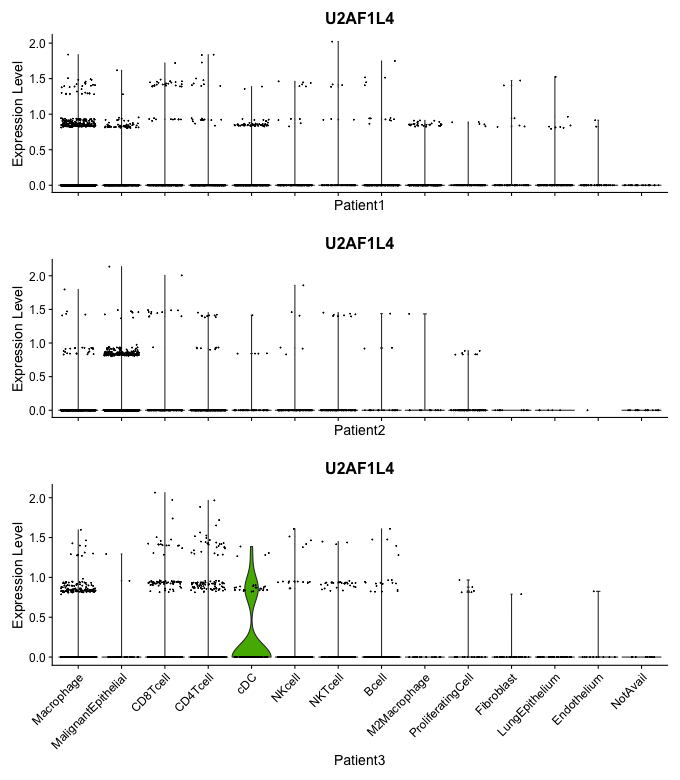 U2AF1L4
2.0
1.5
1.0
0.5
0.0
Expression Level
Patient1
U2AF1L4
2.0
1.5
1.0
0.5
0.0
Expression Level
Patient2
U2AF1L4
2.0
1.5
1.0
0.5
0.0
Expression Level
Macrophage
MalignantEpithelial
CD8Tcell
CD4Tcell
cDC
NKcell
NKTcell
Bcell
M2Macrophage
ProliferatingCell
Fibroblast
LungEpithelium
Endothelium
NotAvail
Patient3